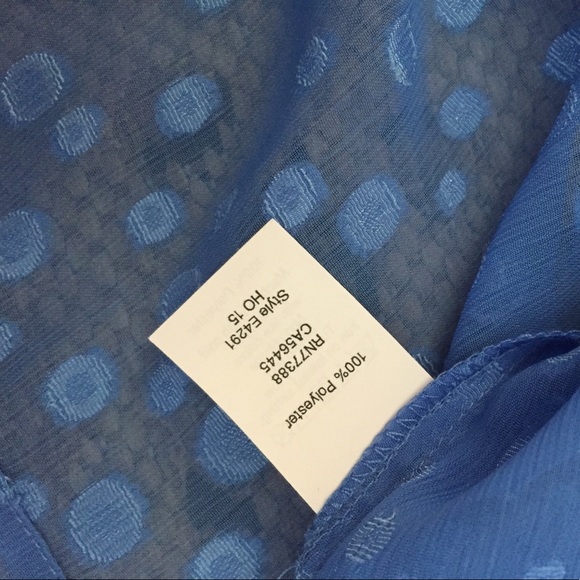 100% Polyester
RN77388
CA56445
Style E4291
HO 15